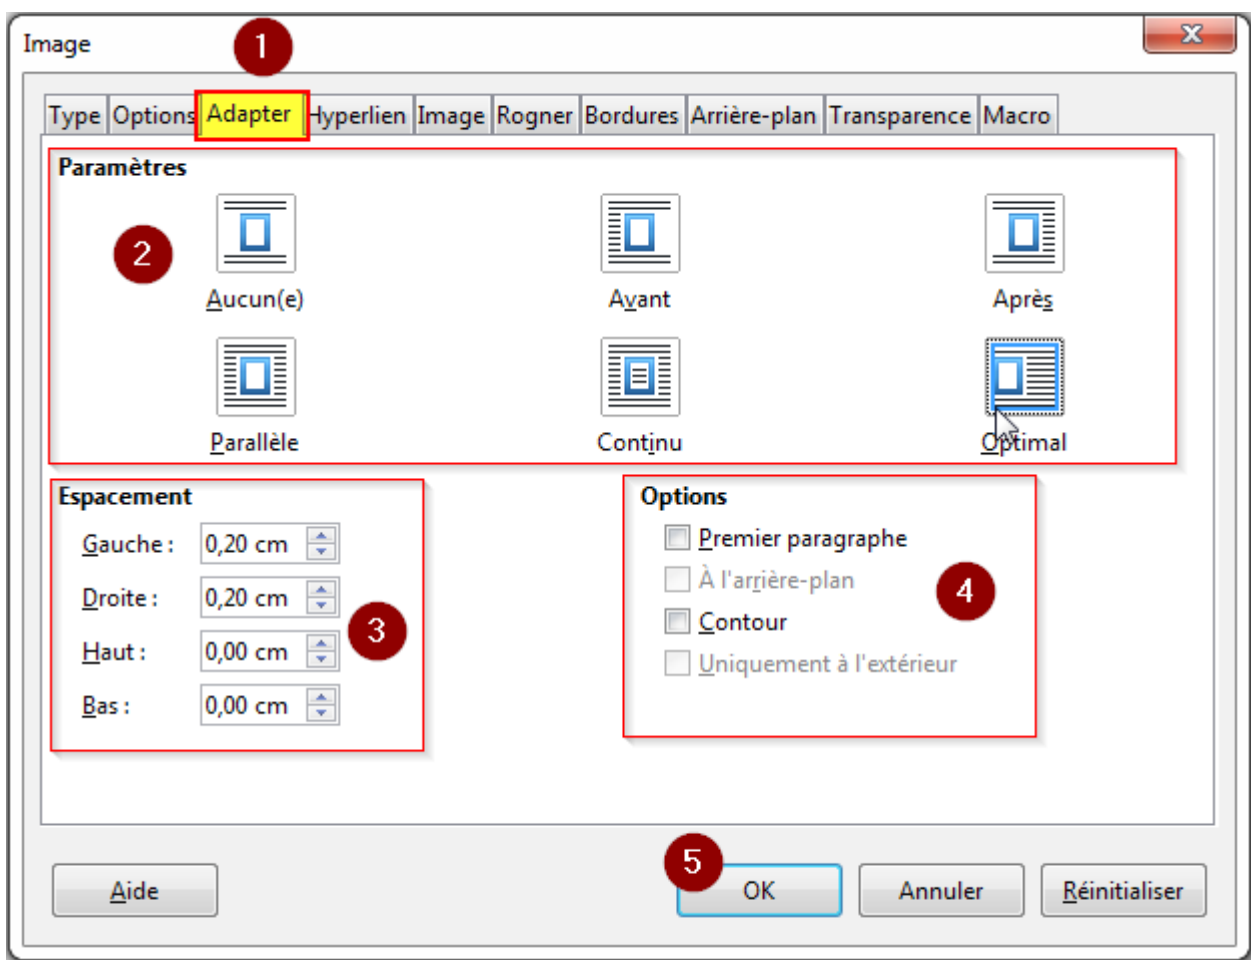 Image
1
Type Options Adapter Hyperlien Image Rogner Bordures Arrière-plan Transparence Macro
Paramètres
2
Aucun(e) Avant Après
Parallèle Continu Optimal
Espacement
Gauche : 0,20 cm
Droite : 0,20 cm
Haut : 0,00 cm
Bas : 0,00 cm
3
Options
Premier paragraphe
À l'arrière-plan
Contour
Uniquement à l'extérieur
4
5
Aide OK Annuler Réinitialiser